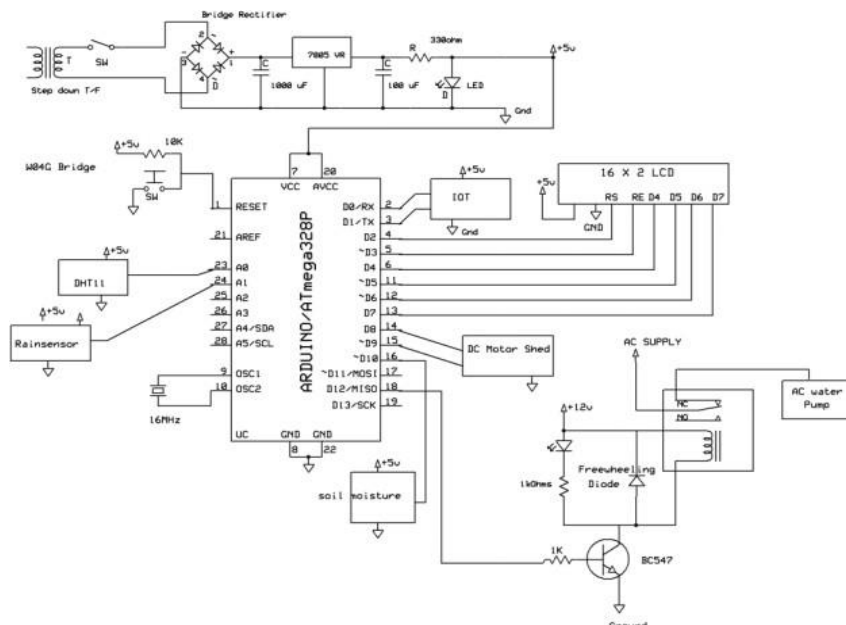 Bridge Rectifier
2
~
-
3
+
1
4
~
D
T
SW
Step down T/F
C
1000 uF
7805 VR
C
100 uF
R
330ohm
LED
D
+5v
Gnd
W04G Bridge
+5v
10K
SW
7
20
VCC
AVCC
1 RESET
21 AREF
23 A0
24 A1
25 A2
26 A3
27 A4/SDA
28 A5/SCL
9 OSC1
10 OSC2
UC
GND
GND
8
22
ARDUINO/ATmega328P
D0/RX 2
D1/TX 3
D2 4
~D3 5
D4 6
~D5 11
~D6 12
D7 13
D8 14
~D9 15
~D10 16
~D11/MOSI 17
D12/MISO 18
D13/SCK 19
+5v
DHT11
+5v
Rainsensor
16MHz
+5v
IOT
Gnd
+5v
16 X 2 LCD
RS RE D4 D5 D6 D7
GND
DC Motor Shed
+5v
soil moisture
AC SUPPLY
NC
NO
AC water
Pump
+12v
1kOhms
Freewheeling
Diode
1K
BC547
Ground